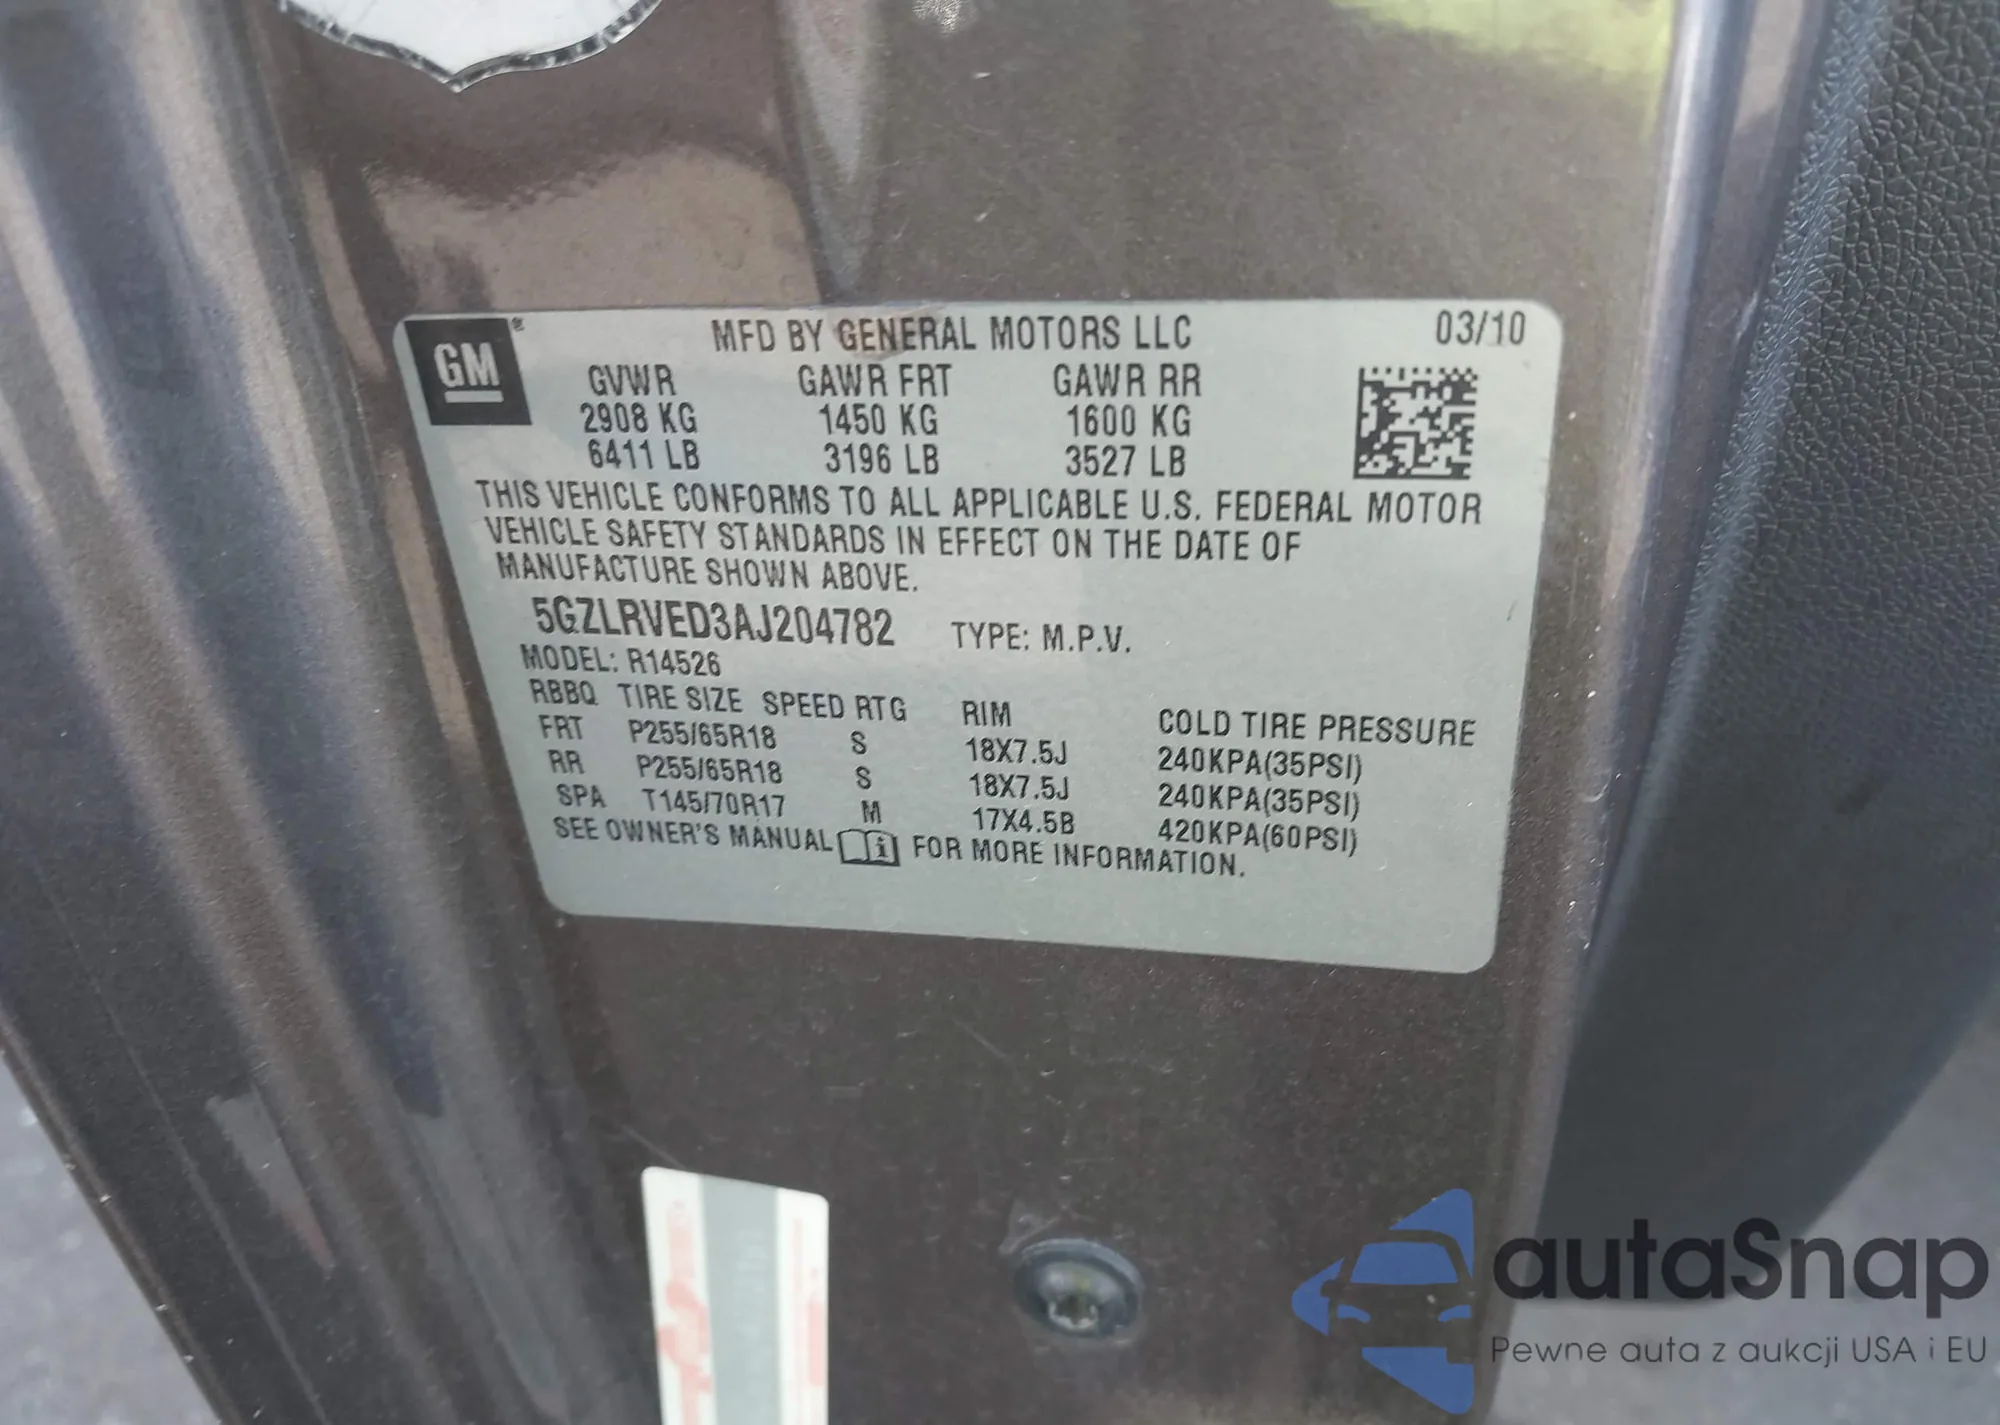 GM
MFD BY GENERAL MOTORS LLC 03/10
GVWR GAWR FRT GAWR RR
2908 KG 1450 KG 1600 KG
6411 LB 3196 LB 3527 LB
THIS VEHICLE CONFORMS TO ALL APPLICABLE U.S. FEDERAL MOTOR
VEHICLE SAFETY STANDARDS IN EFFECT ON THE DATE OF
MANUFACTURE SHOWN ABOVE.
5GZLRVED3AJ204782 TYPE: M.P.V.
MODEL: R14526
RBBQ TIRE SIZE SPEED RTG RIM COLD TIRE PRESSURE
FRT P255/65R18 S 18X7.5J 240KPA(35PSI)
RR P255/65R18 S 18X7.5J 240KPA(35PSI)
SPA T145/70R17 M 17X4.5B 420KPA(60PSI)
SEE OWNER'S MANUAL FOR MORE INFORMATION.
autaSnap
Pewne auta z aukcji USA i EU